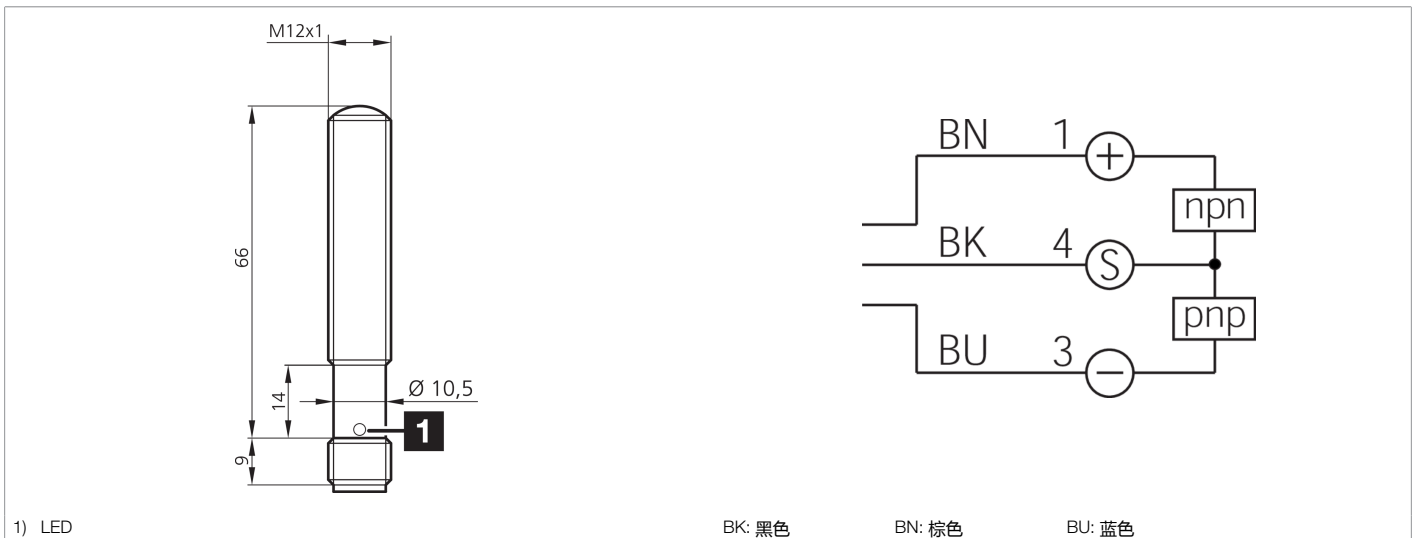 M12x1
66
14
Ø 10,5
1
9
BN 1 +
npn
BK 4 S
pnp
BU 3 −
1) LED
BK: 黑色 BN: 棕色 BU: 蓝色